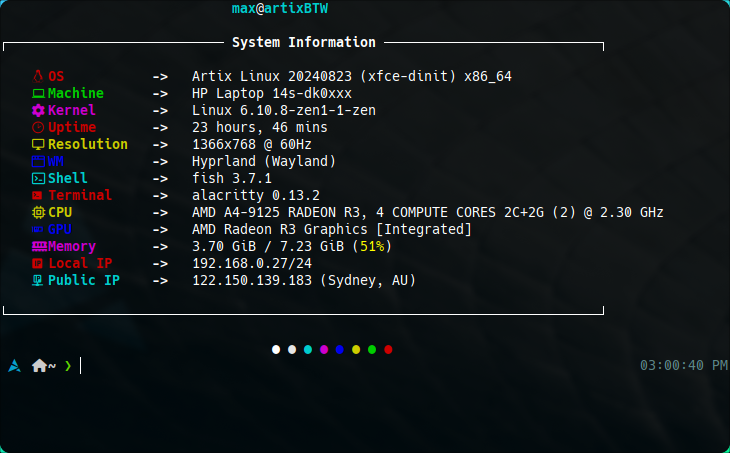 max@artixBTW
System Information
OS -> Artix Linux 20240823 (xfce-dinit) x86_64
Machine -> HP Laptop 14s-dk0xxx
Kernel -> Linux 6.10.8-zen1-1-zen
Uptime -> 23 hours, 46 mins
Resolution -> 1366x768 @ 60Hz
WM -> Hyprland (Wayland)
Shell -> fish 3.7.1
Terminal -> alacritty 0.13.2
CPU -> AMD A4-9125 RADEON R3, 4 COMPUTE CORES 2C+2G (2) @ 2.30 GHz
GPU -> AMD Radeon R3 Graphics [Integrated]
Memory -> 3.70 GiB / 7.23 GiB (51%)
Local IP -> 192.168.0.27/24
Public IP -> 122.150.139.183 (Sydney, AU)
~ ❯ 03:00:40 PM